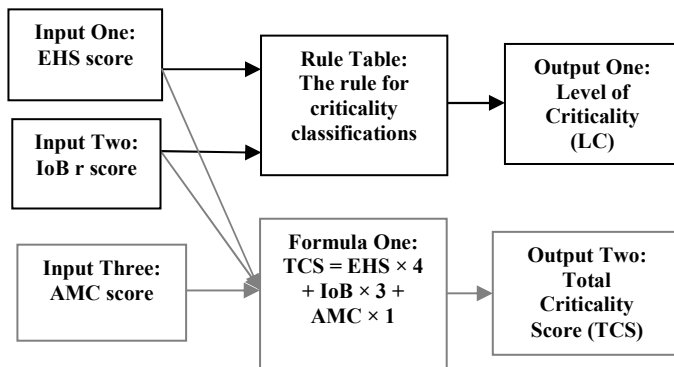 Input One:
EHS score
Rule Table:
The rule for
criticality
classifications
Output One:
Level of
Criticality
(LC)
Input Two:
IoB r score
Input Three:
AMC score
Formula One:
TCS = EHS × 4
+ IoB × 3 +
AMC × 1
Output Two:
Total
Criticality
Score (TCS)